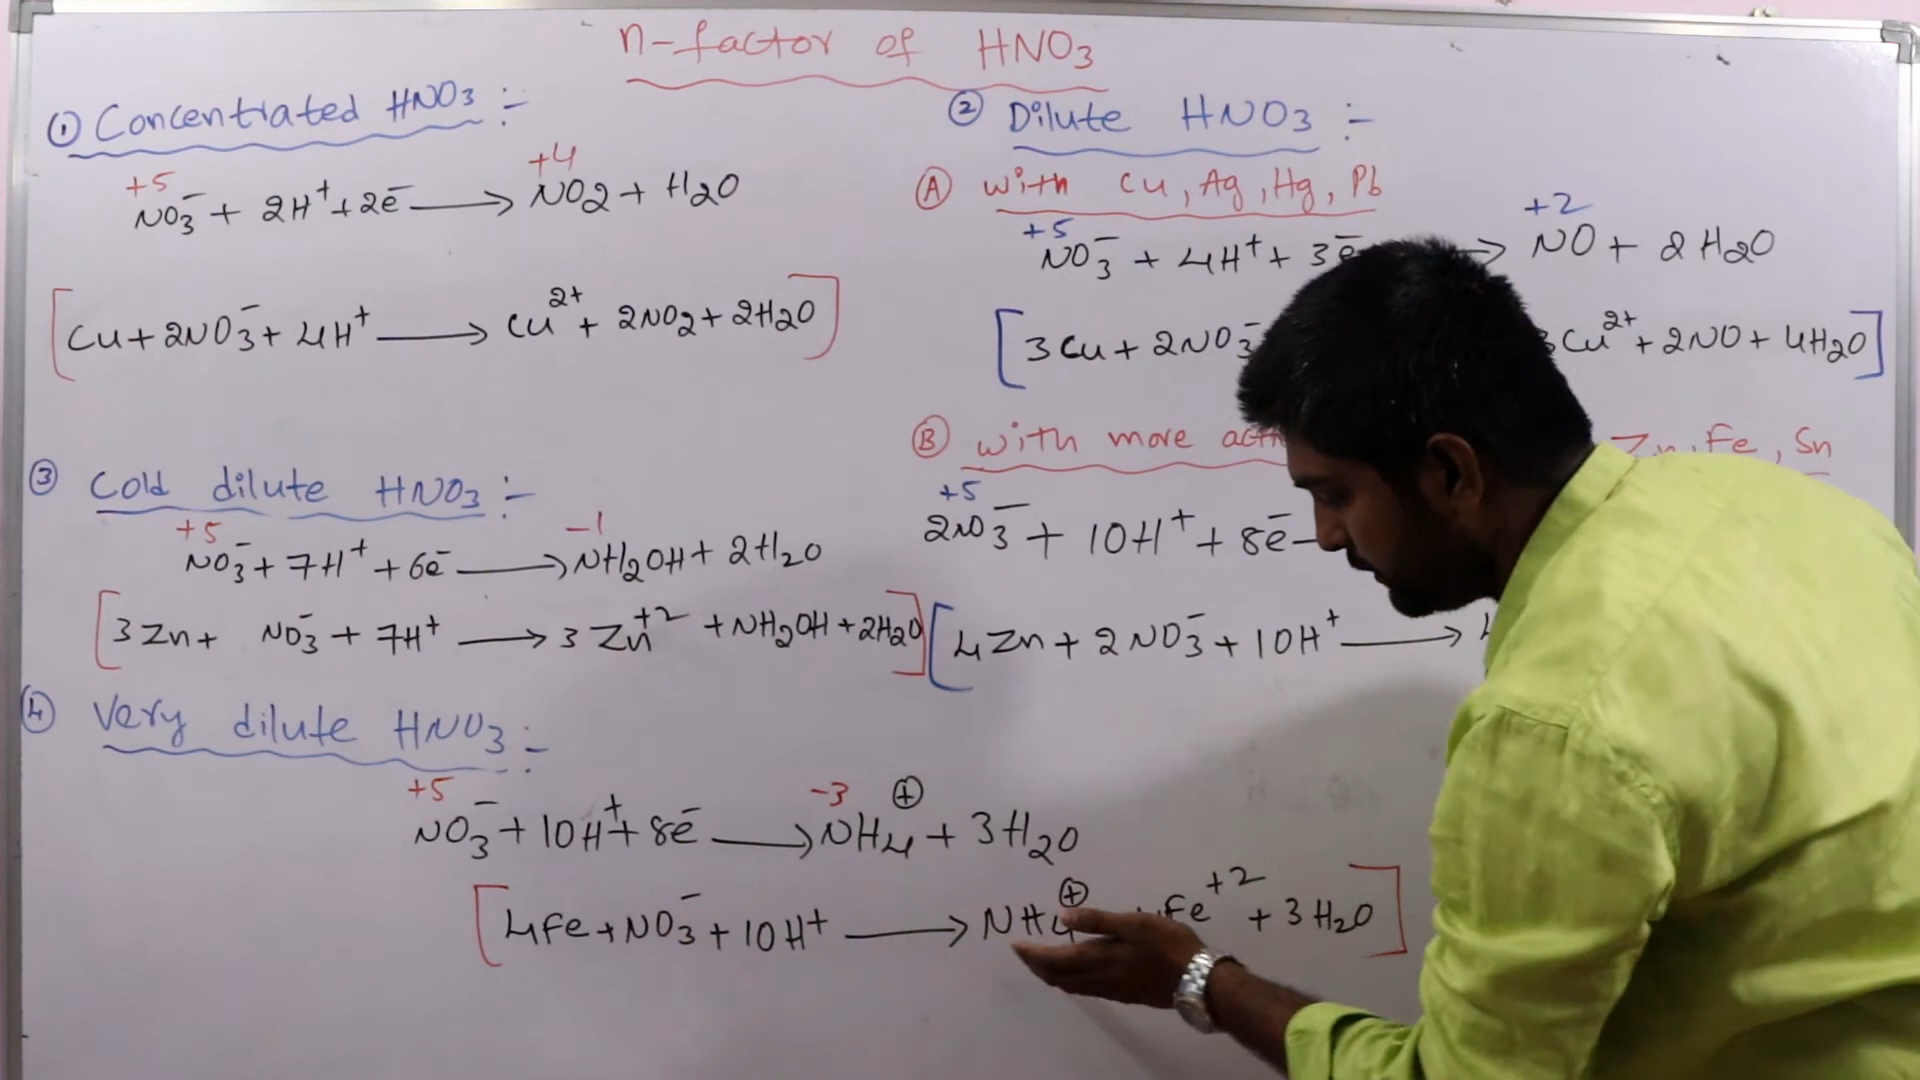 n-factor of HNO3
① Concentrated HNO3 :-
+5 +4
NO3⁻ + 2H⁺ + 2e⁻ ⟶ NO2 + H2O
[Cu + 2NO3⁻ + 4H⁺ ⟶ Cu²⁺ + 2NO2 + 2H2O]
② Dilute HNO3 :-
Ⓐ with Cu, Ag, Hg, Pb
+5 +2
NO3⁻ + 4H⁺ + 3e⁻ ⟶ NO + 2H2O
[3Cu + 2NO3⁻ 3Cu²⁺ + 2NO + 4H2O]
Ⓑ with more Zn, Fe, Sn
+5
2NO3⁻ + 10H⁺ + 8e⁻
[4Zn + 2NO3⁻ + 10H⁺ ⟶
③ Cold dilute HNO3 :-
+5 -1
NO3⁻ + 7H⁺ + 6e⁻ ⟶ NH2OH + 2H2O
[3Zn + NO3⁻ + 7H⁺ ⟶ 3Zn⁺² + NH2OH + 2H2O]
④ Very dilute HNO3 :-
+5 -3
NO3⁻ + 10H⁺ + 8e⁻ ⟶ NH4⊕ + 3H2O
[4Fe + NO3⁻ + 10H⁺ ⟶ NH4⊕ Fe⁺² + 3H2O]